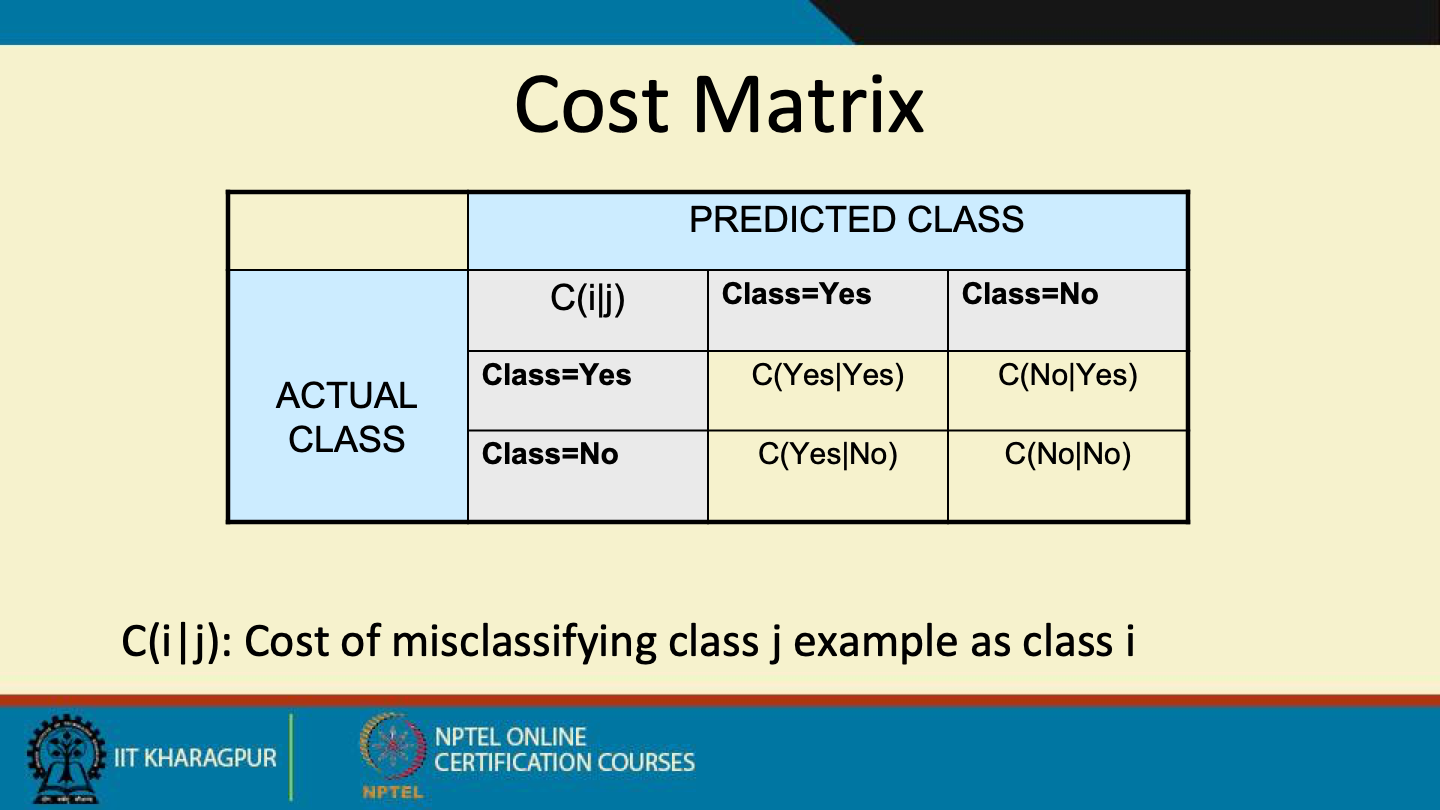 Cost Matrix
PREDICTED CLASS
C(i|j)
Class=Yes
Class=No
ACTUAL
CLASS
Class=Yes
C(Yes|Yes)
C(No|Yes)
Class=No
C(Yes|No)
C(No|No)
C(i|j): Cost of misclassifying class j example as class i
IIT KHARAGPUR
NPTEL
NPTEL ONLINE
CERTIFICATION COURSES